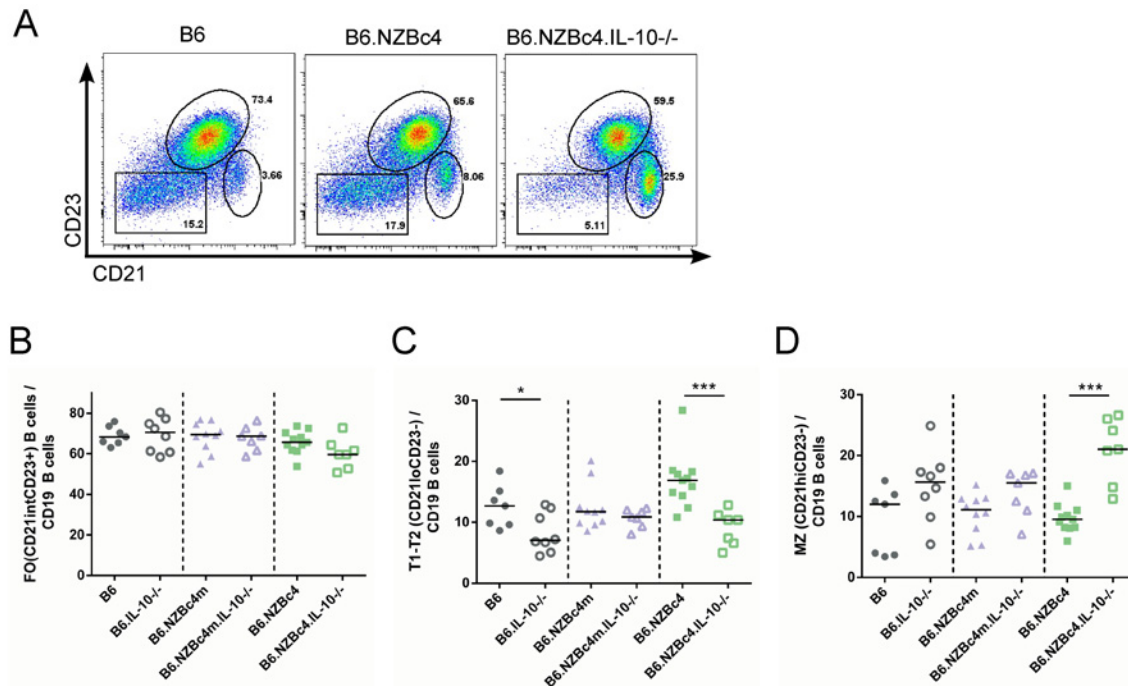 A
B6
B6.NZBc4
B6.NZBc4.IL-10-/-
73.4
3.66
15.2
65.6
8.06
17.9
59.5
25.9
5.11
CD23
CD21
B
FO(CD21intCD23+) B cells /
CD19 B cells
80
60
40
20
0
B6
B6.IL-10-/-
B6.NZBc4m
B6.NZBc4m.IL-10-/-
B6.NZBc4
B6.NZBc4.IL-10-/-
C
T1-T2 (CD21loCD23-) /
CD19 B cells
30
20
10
0
*
***
B6
B6.IL-10-/-
B6.NZBc4m
B6.NZBc4m.IL-10-/-
B6.NZBc4
B6.NZBc4.IL-10-/-
D
MZ (CD21hiCD23-) /
CD19 B cells
30
20
10
0
***
B6
B6.IL-10-/-
B6.NZBc4m
B6.NZBc4m.IL-10-/-
B6.NZBc4
B6.NZBc4.IL-10-/-